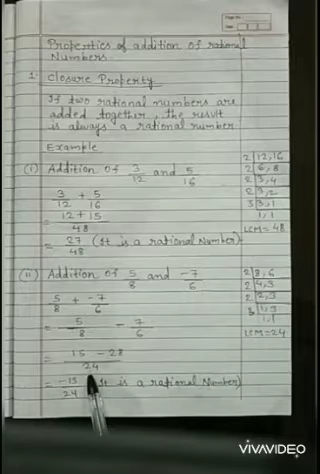 Page No.
Date
Properties of addition of rational
Numbers
1. Closure Property
If two rational numbers are
added together, the result
is always a rational number
Example
(i) Addition of 3/12 and 5/16
3/12 + 5/16
= 12 + 15 / 48
= 27/48 (It is a rational Number)
2 | 12, 16
2 | 6, 8
2 | 3, 4
2 | 3, 2
3 | 3, 1
1, 1
LCM = 48
(ii) Addition of 5/8 and -7/6
5/8 + -7/6
= 5/8 - 7/6
= 15 - 28 / 24
= -13/24 (It is a rational Number)
2 | 8, 6
2 | 4, 3
2 | 2, 3
3 | 1, 3
1, 1
LCM = 24
VIVAVIDEO